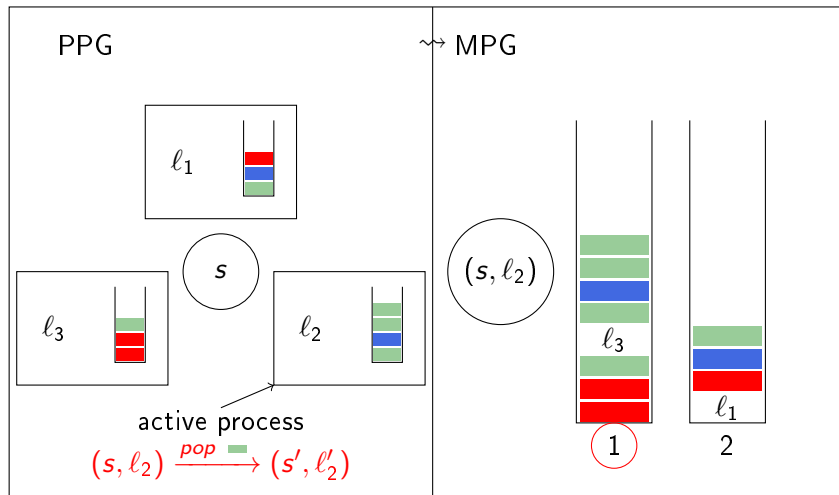 PPG
⇝ MPG
ℓ₁
s
ℓ₃
ℓ₂
active process
(s, ℓ₂) —pop→ (s′, ℓ′₂)
(s, ℓ₂)
ℓ₃
ℓ₁
1
2